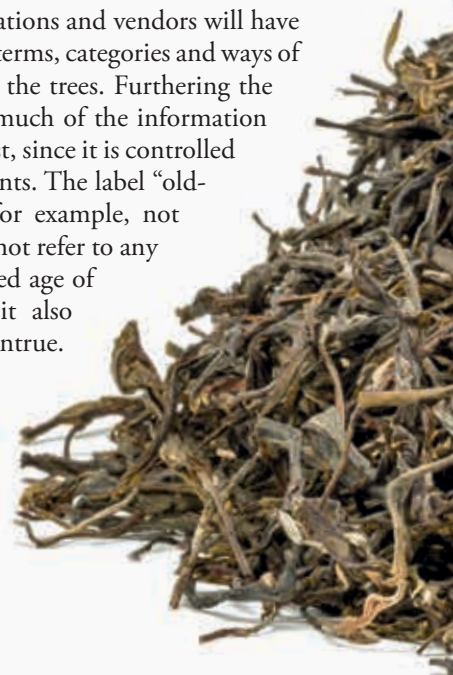 ations and vendors will have
terms, categories and ways of
the trees. Furthering the
much of the information
t, since it is controlled
nts. The label “old-
for example, not
not refer to any
ed age of
it also
ntrue.